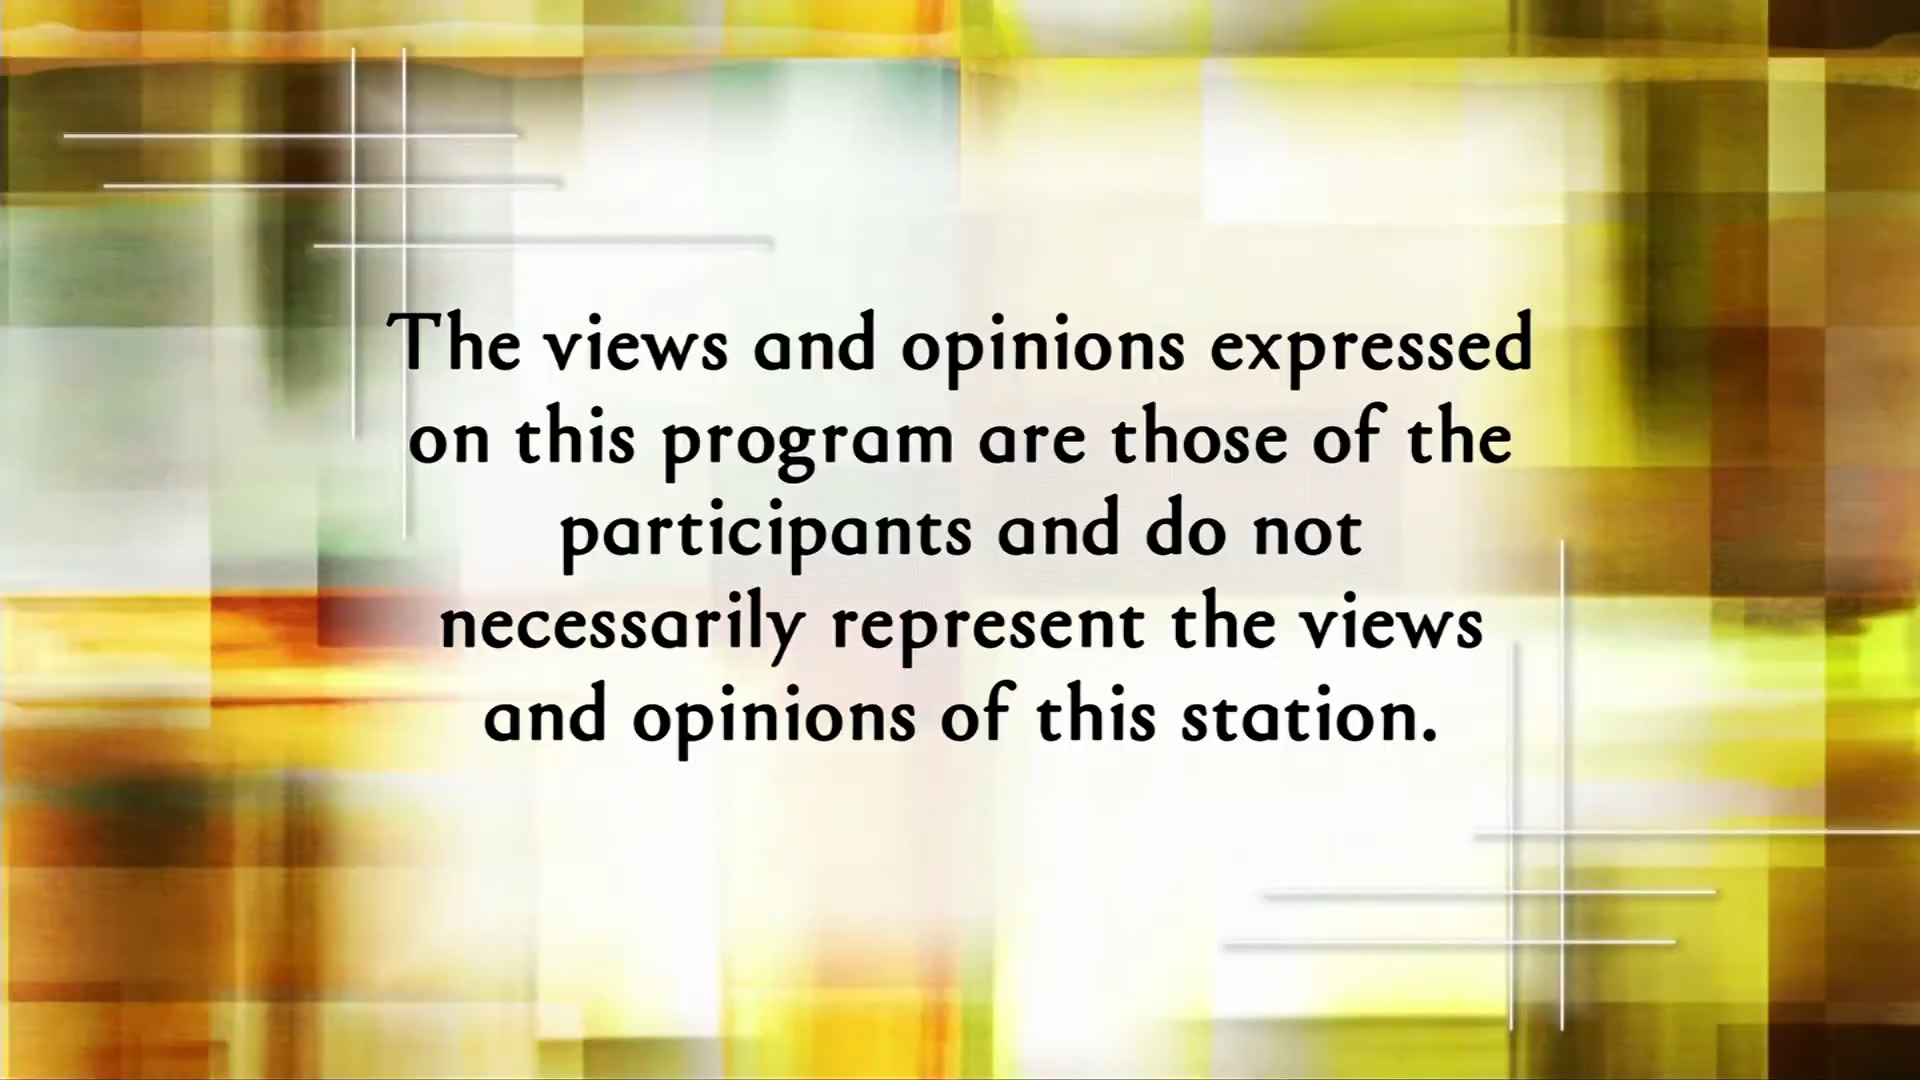 The views and opinions expressed
on this program are those of the
participants and do not
necessarily represent the views
and opinions of this station.